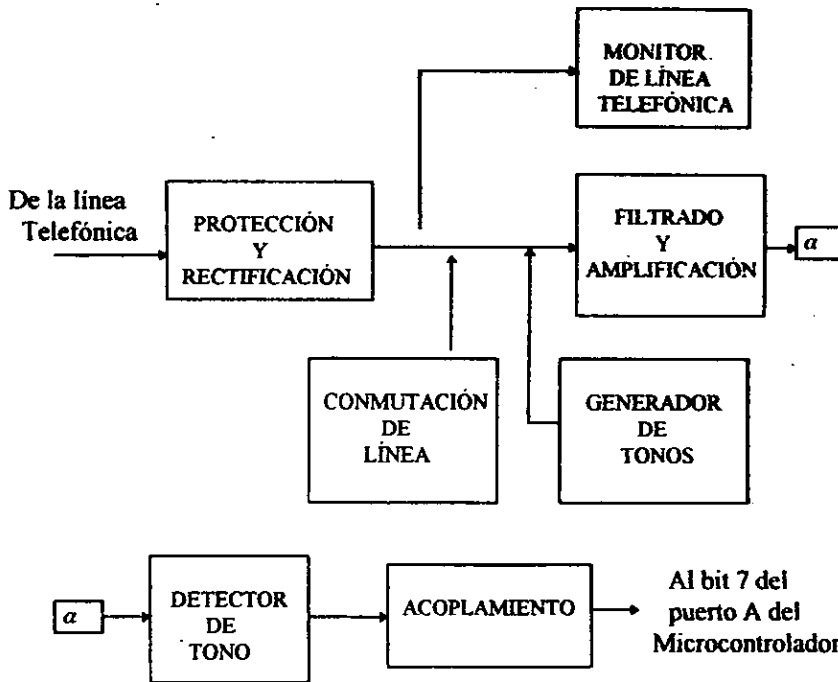 MONITOR
DE LÍNEA
TELEFÓNICA
De la línea
Telefónica
PROTECCIÓN
Y
RECTIFICACIÓN
FILTRADO
Y
AMPLIFICACIÓN
a
CONMUTACIÓN
DE
LÍNEA
GENERADOR
DE
TONOS
a
DETECTOR
DE
TONO
ACOPLAMIENTO
Al bit 7 del
puerto A del
Microcontrolador